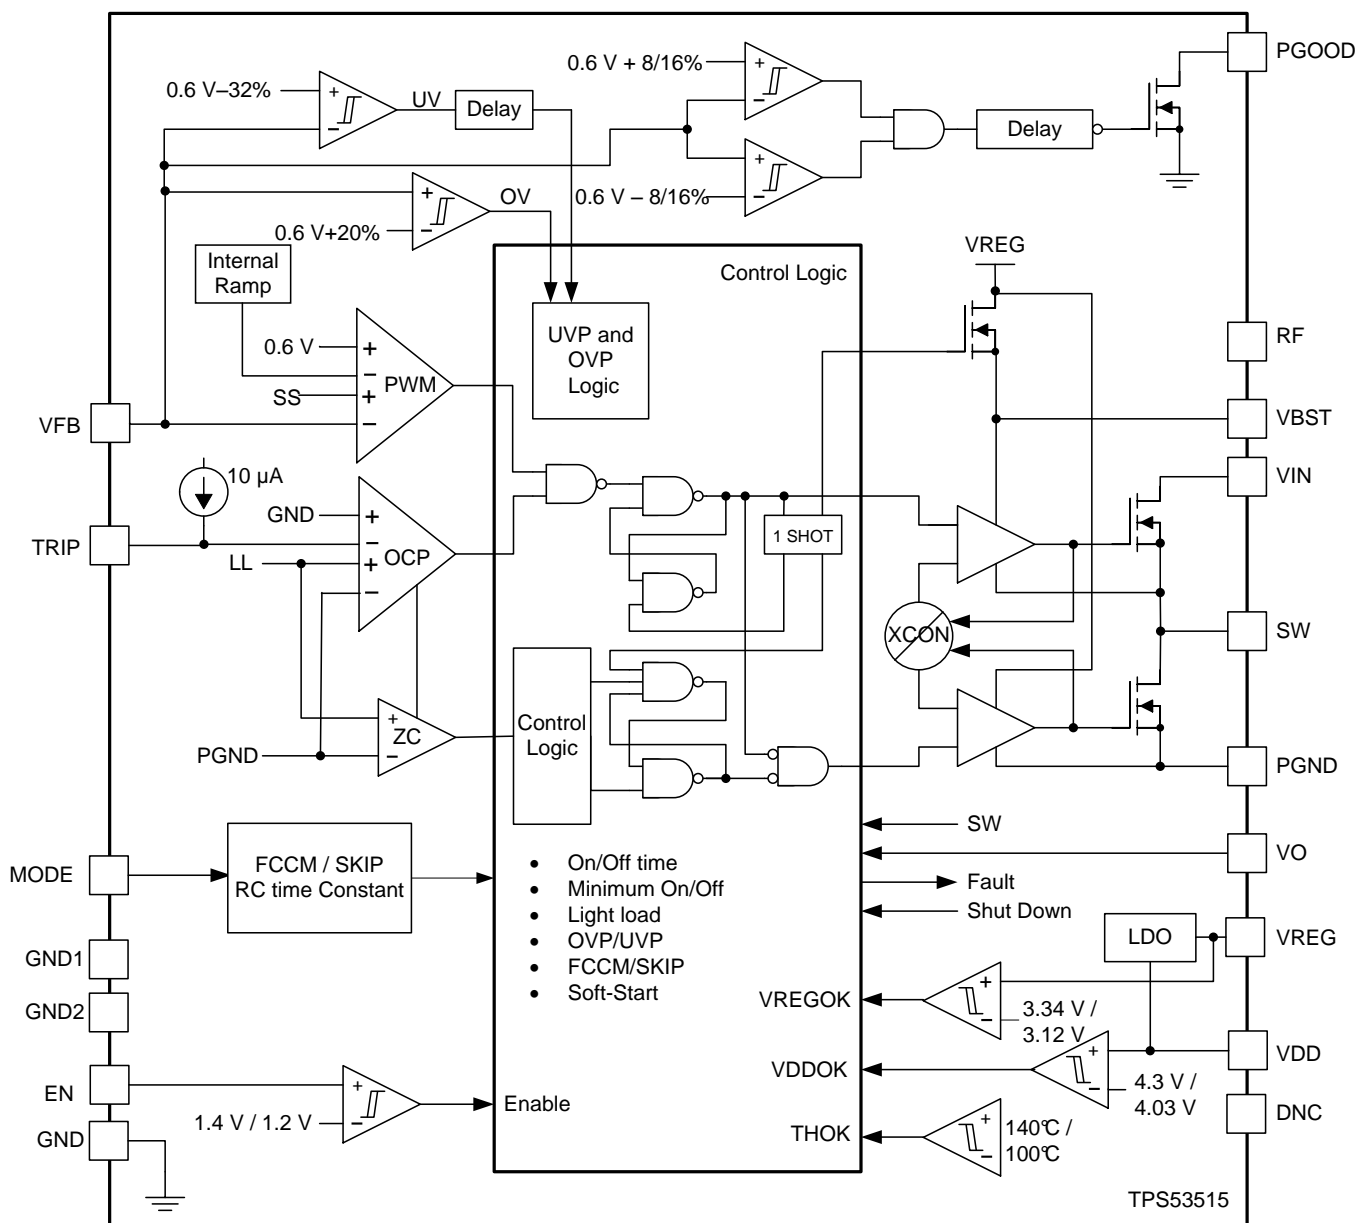 PGOOD
0.6 V + 8/16%
0.6 V–32%
+
−
UV
Delay
+
−
Delay
+
−
0.6 V – 8/16%
+
−
OV
0.6 V+20%
Internal
Ramp
Control Logic
VREG
UVP and
OVP
Logic
RF
0.6 V
+
−
SS
+
−
PWM
VFB
VBST
10 µA
VIN
GND
+
−
TRIP
LL
+
−
OCP
1 SHOT
XCON
SW
Control
Logic
+
−
ZC
PGND
PGND
SW
VO
MODE
FCCM / SKIP
RC time Constant
• On/Off time
• Minimum On/Off
• Light load
• OVP/UVP
• FCCM/SKIP
• Soft-Start
Fault
Shut Down
LDO
VREG
GND1
GND2
VREGOK
+
−
3.34 V /
3.12 V
VDDOK
+
−
4.3 V /
4.03 V
VDD
EN
+
−
1.4 V / 1.2 V
Enable
DNC
GND
THOK
+
−
140°C /
100°C
TPS53515